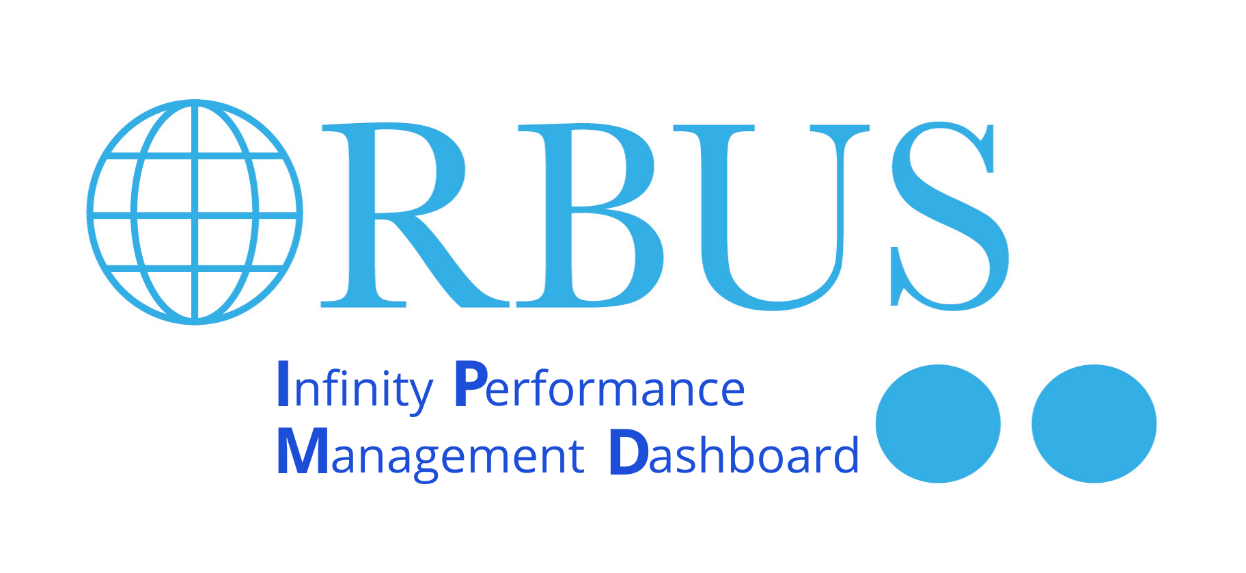 ORBUS
Infinity Performance
Management Dashboard